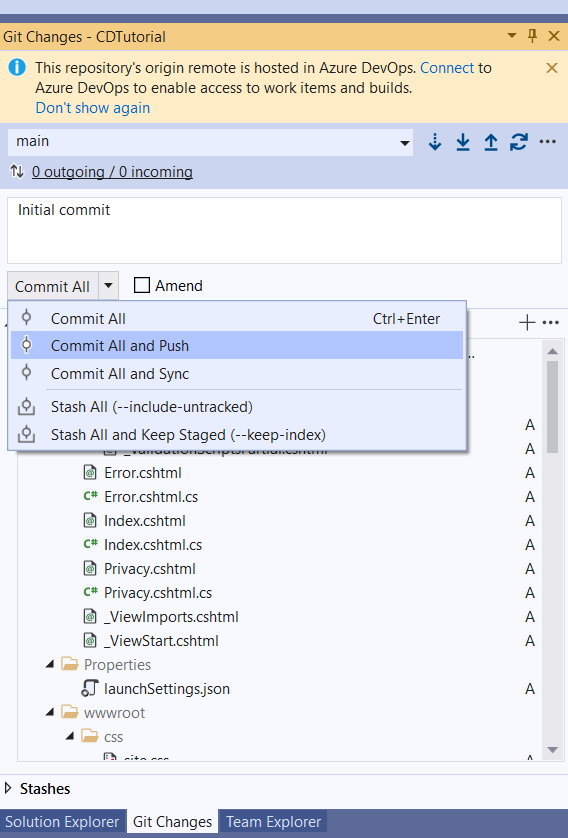 Git Changes - CDTutorial
This repository's origin remote is hosted in Azure DevOps. Connect to
Azure DevOps to enable access to work items and builds.
Don't show again
main
0 outgoing / 0 incoming
Initial commit
Commit All
Amend
Commit All Ctrl+Enter
Commit All and Push
Commit All and Sync
Stash All (--include-untracked)
Stash All and Keep Staged (--keep-index)
A
_ValidationScriptsPartial.cshtml A
Error.cshtml A
C# Error.cshtml.cs A
Index.cshtml A
C# Index.cshtml.cs A
Privacy.cshtml A
C# Privacy.cshtml.cs A
_ViewImports.cshtml A
_ViewStart.cshtml A
Properties
launchSettings.json A
wwwroot
css
site.css A
Stashes
Solution Explorer Git Changes Team Explorer